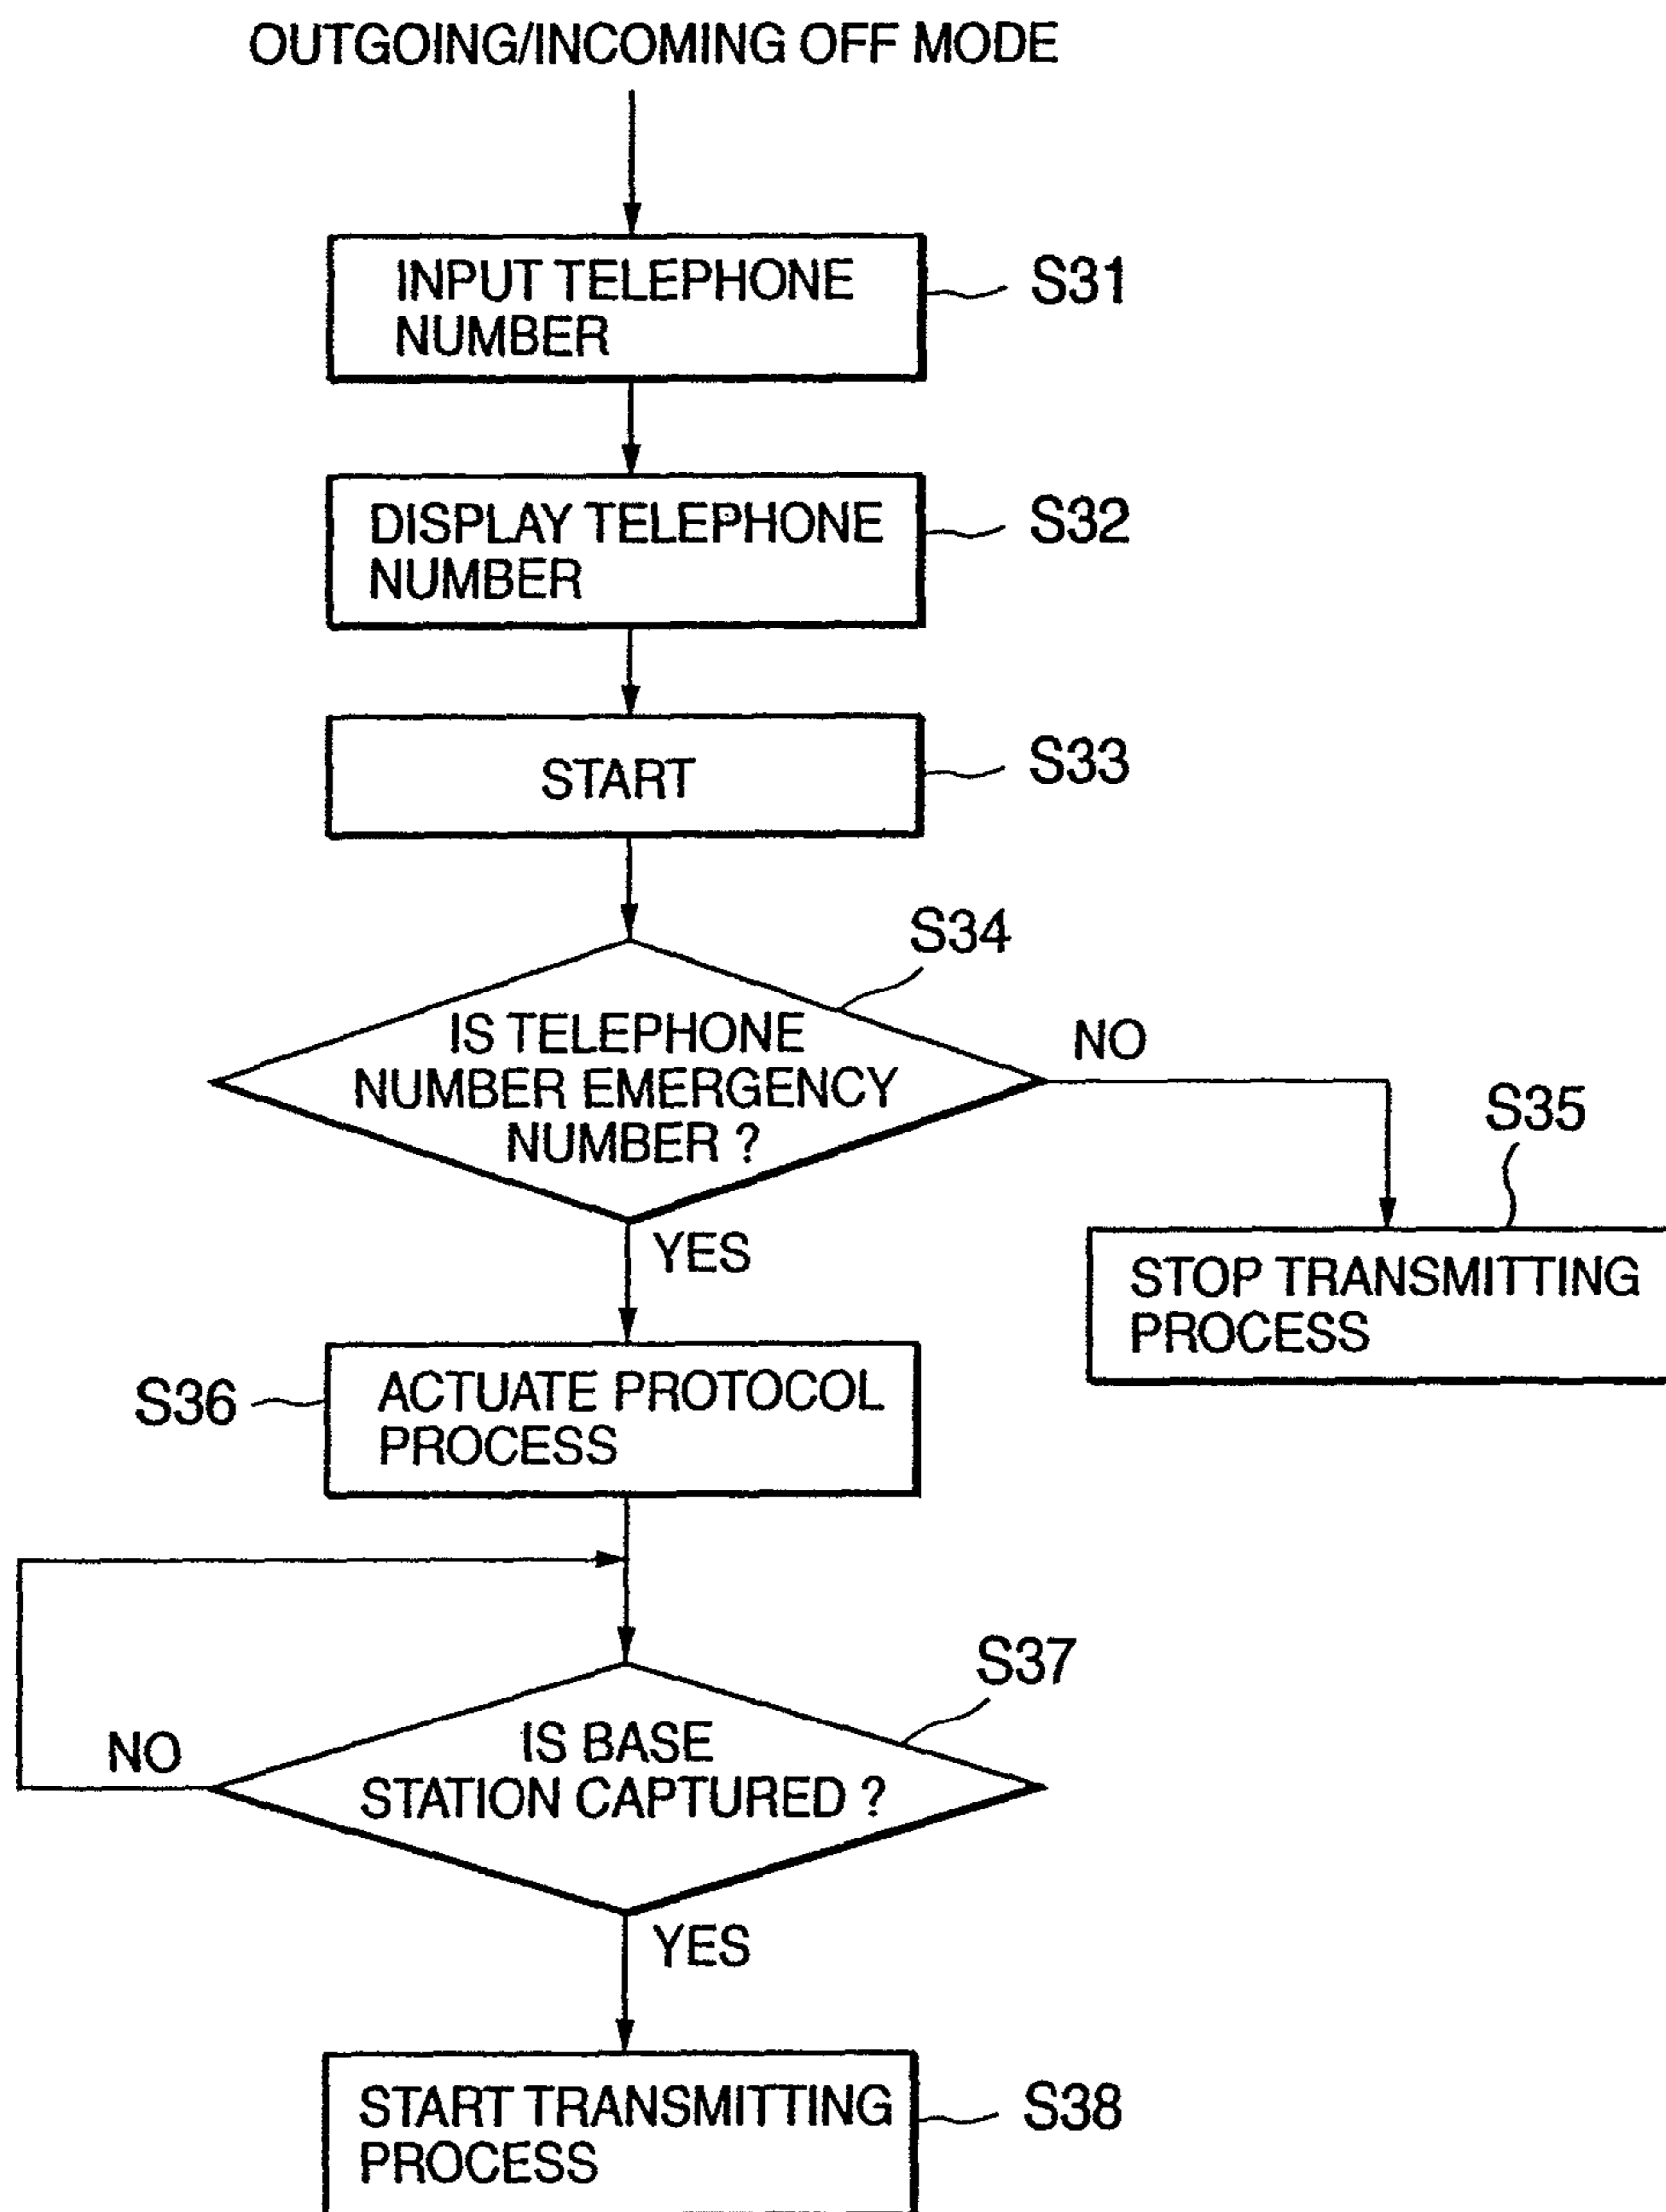 OUTGOING/INCOMING OFF MODE
INPUT TELEPHONE
NUMBER
S31
DISPLAY TELEPHONE
NUMBER
S32
START
S33
S34
IS TELEPHONE
NUMBER EMERGENCY
NUMBER ?
NO
YES
S35
STOP TRANSMITTING
PROCESS
S36
ACTUATE PROTOCOL
PROCESS
S37
IS BASE
STATION CAPTURED ?
NO
YES
START TRANSMITTING
PROCESS
S38